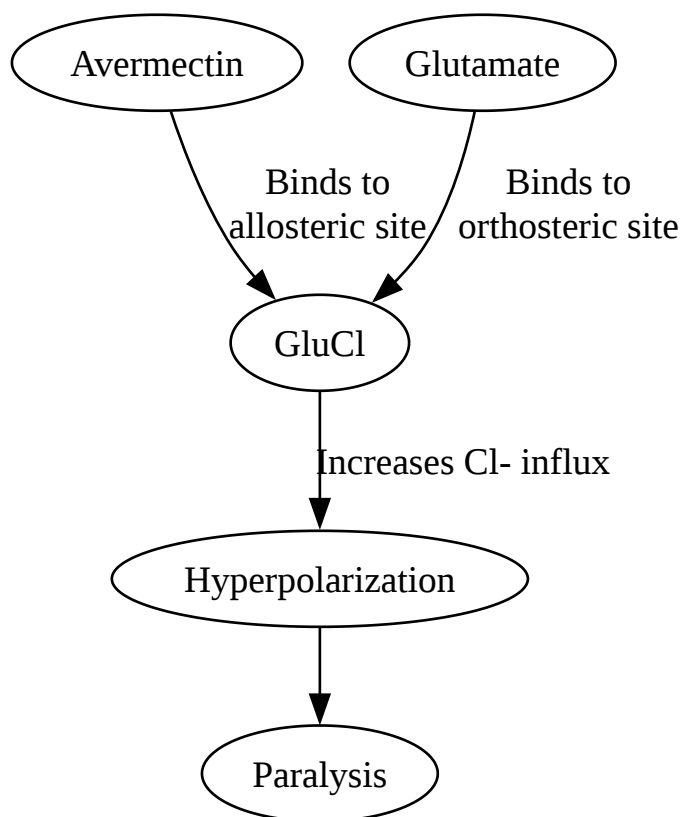 Avermectin
Glutamate
Binds to
allosteric site
Binds to
orthosteric site
GluCl
Increases Cl- influx
Hyperpolarization
Paralysis